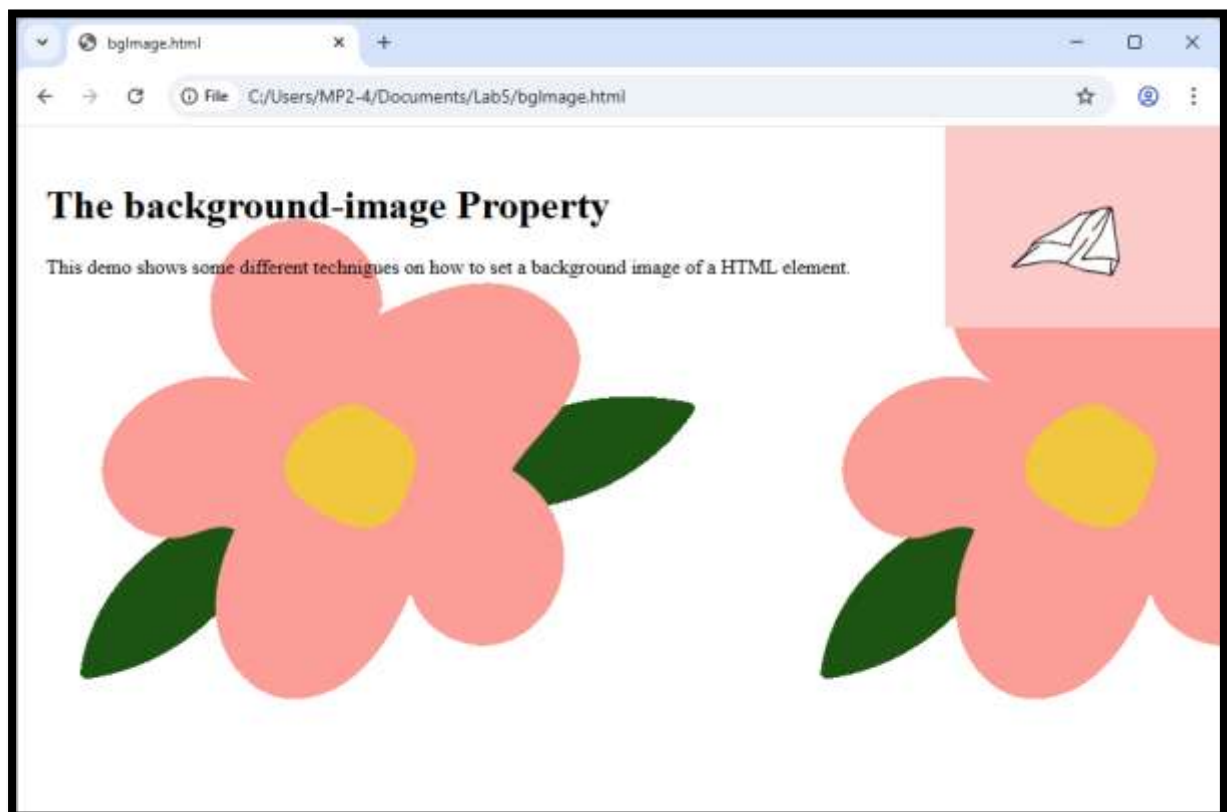 bgImage.html
File C:/Users/MP2-4/Documents/Lab5/bgImage.html
The background-image Property
This demo shows some different techniques on how to set a background image of a HTML element.